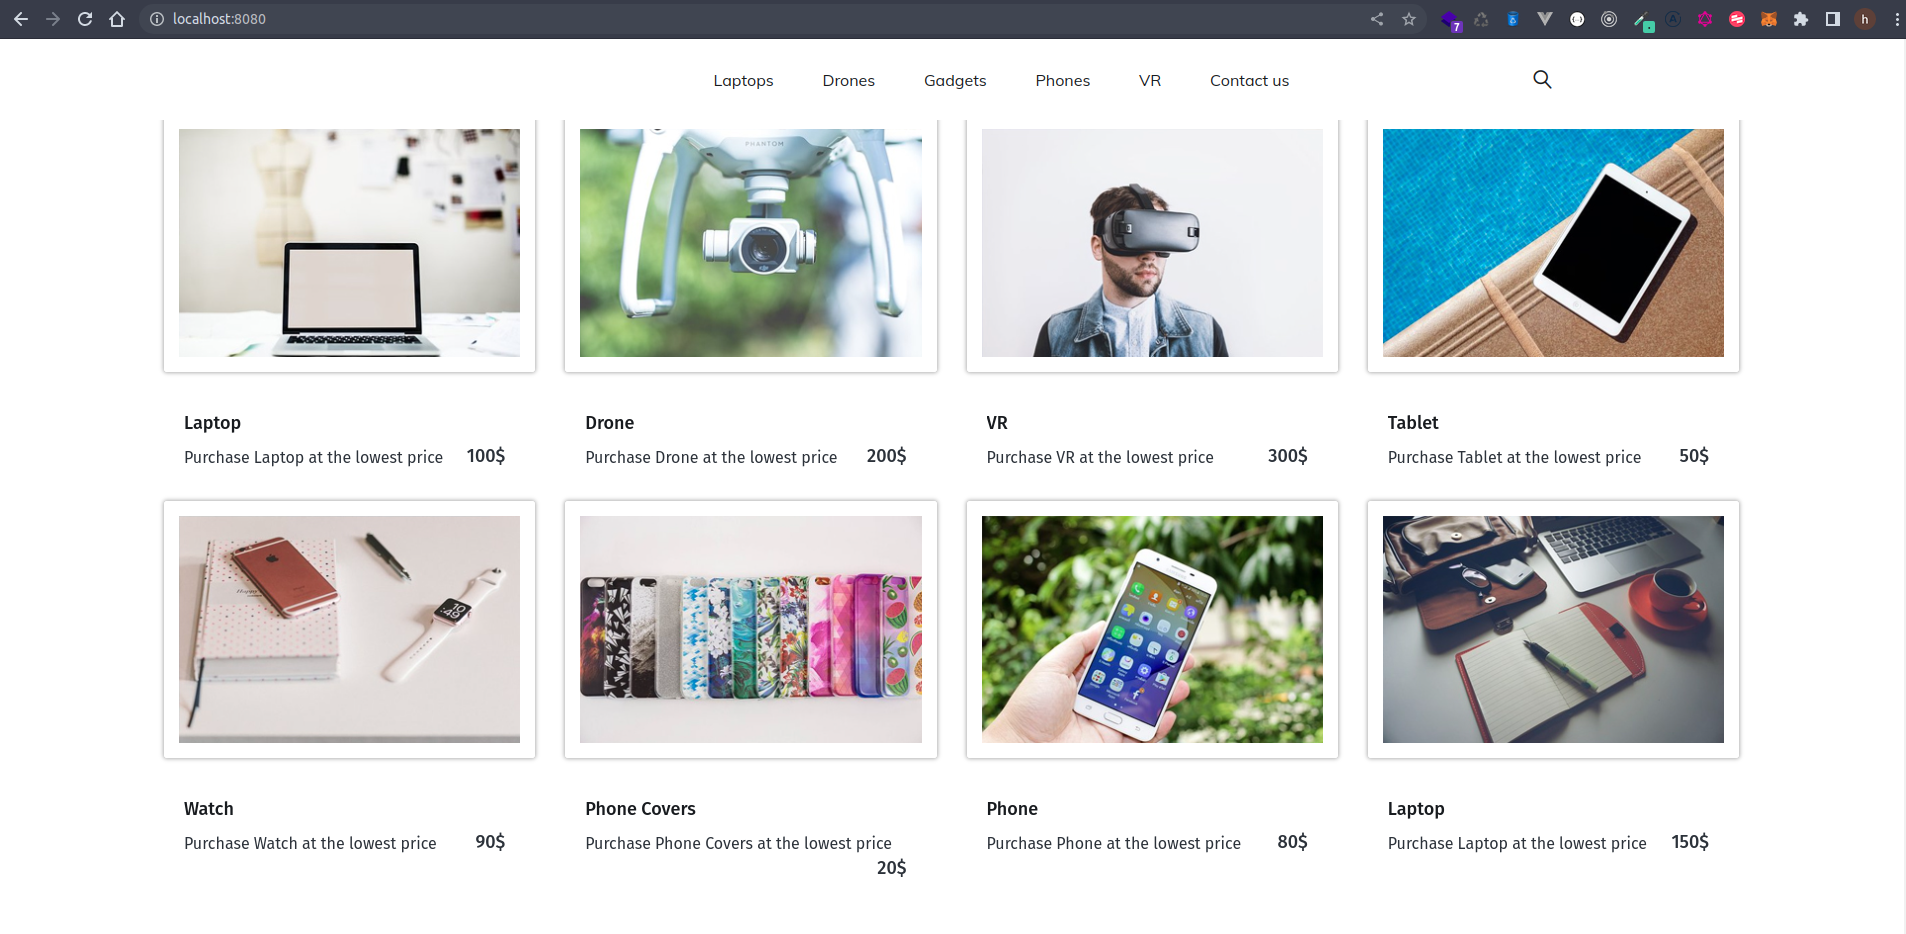 localhost:8080
7
h
Laptops Drones Gadgets Phones VR Contact us
PHANTOM
Laptop
Purchase Laptop at the lowest price 100$
Drone
Purchase Drone at the lowest price 200$
VR
Purchase VR at the lowest price 300$
Tablet
Purchase Tablet at the lowest price 50$
10
:49
Watch
Purchase Watch at the lowest price 90$
Phone Covers
Purchase Phone Covers at the lowest price
20$
Phone
Purchase Phone at the lowest price 80$
Laptop
Purchase Laptop at the lowest price 150$